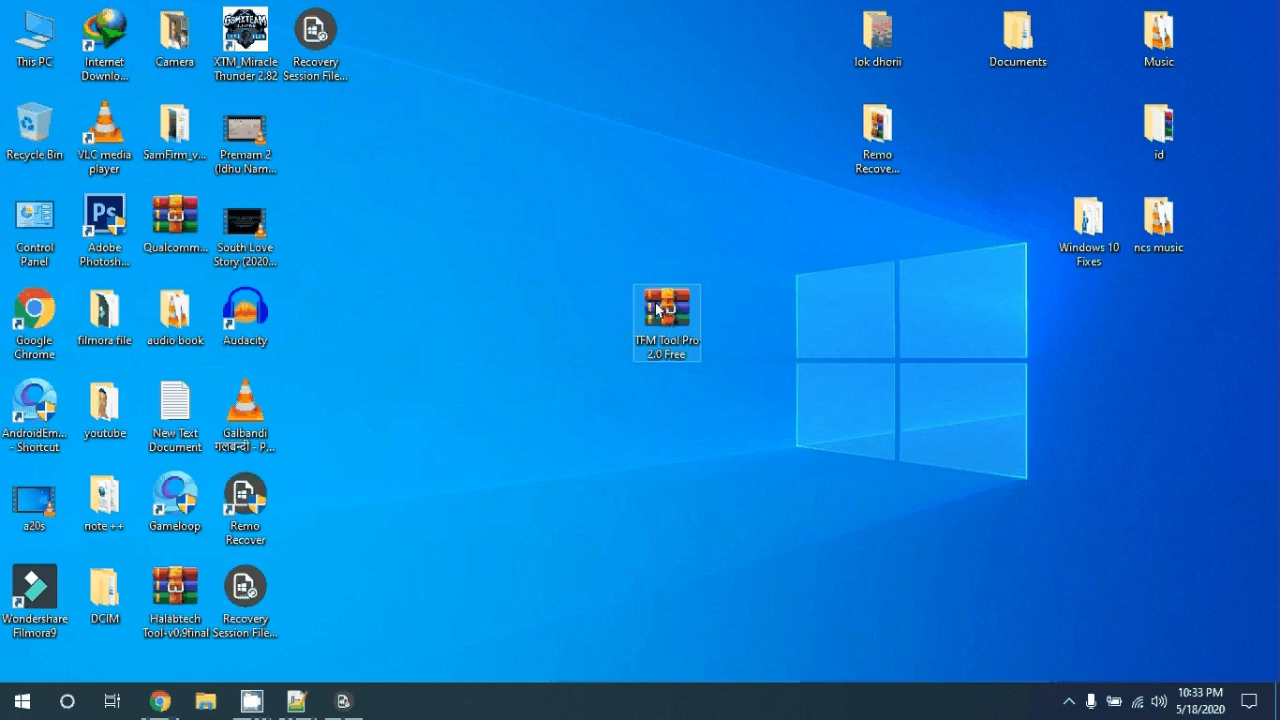 This PC
Internet
Downlo...
Camera
XTM_Miracle
Thunder 2.82
Recovery
Session File...
lok dhorii
Documents
Music
Recycle Bin
VLC media
player
SamFirm_v...
Premam 2
(Idhu Nam...
Remo
Recove...
id
Control
Panel
Ps
Adobe
Photosh...
Qualcomm...
South Love
Story (2020...
Windows 10
Fixes
ncs music
Google
Chrome
filmora file
audio book
Audacity
TFM Tool Pro
2.0 Free
AndroidEm...
- Shortcut
youtube
New Text
Document
Galbandi
गलबन्दी - P...
a20s
note ++
Gameloop
Remo
Recover
Wondershare
Filmora9
DCIM
Halabtech
Tool-v0.9final
Recovery
Session File...
10:33 PM
5/18/2020